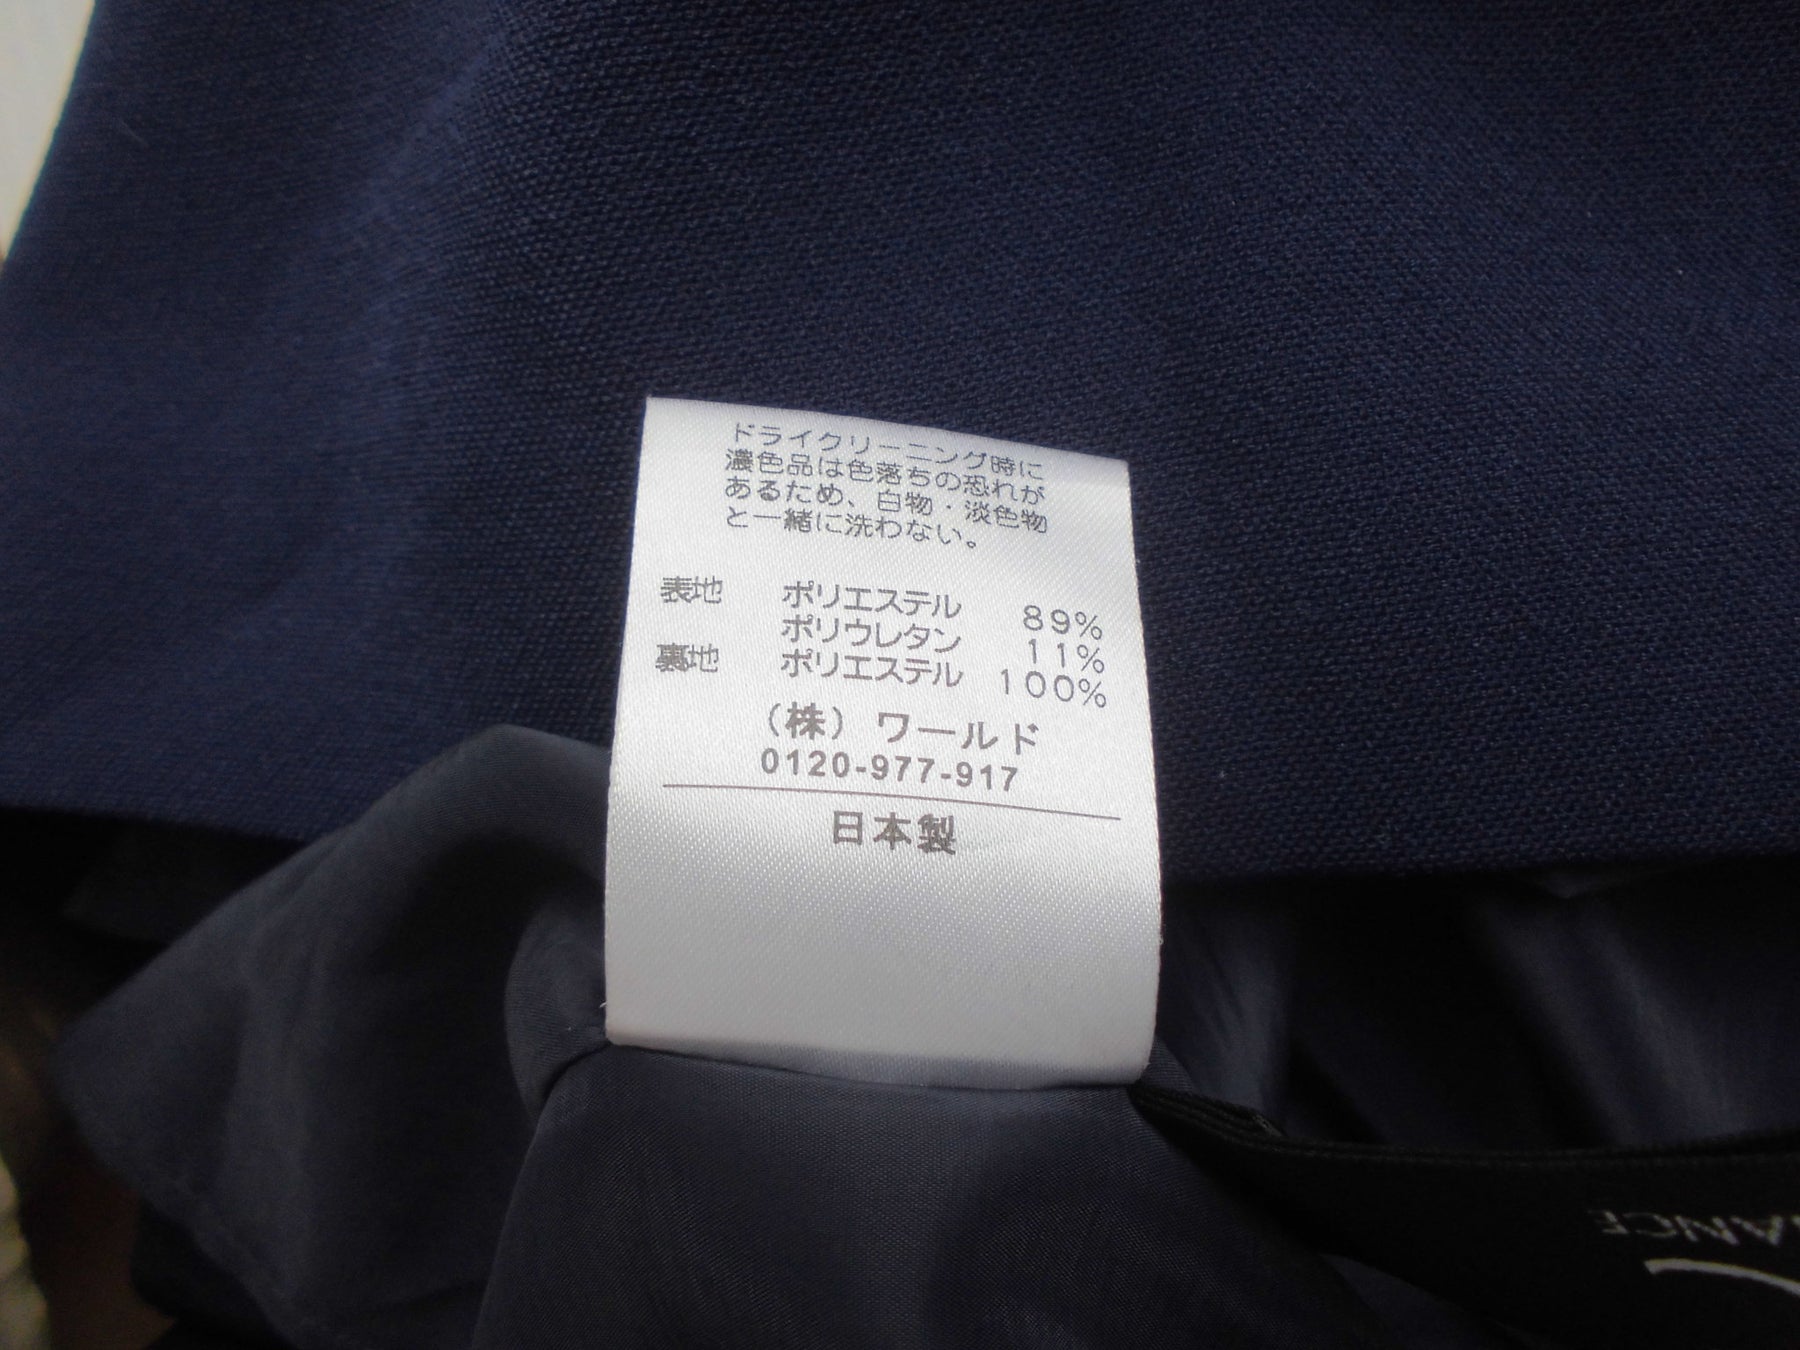 ドライクリーニング時に
濃色品は色落ちの恐れが
あるため、白物・淡色物
と一緒に洗わない。
表地 ポリエステル 89%
ポリウレタン 11%
裏地 ポリエステル 100%
（株）ワールド
0120-977-917
日本製